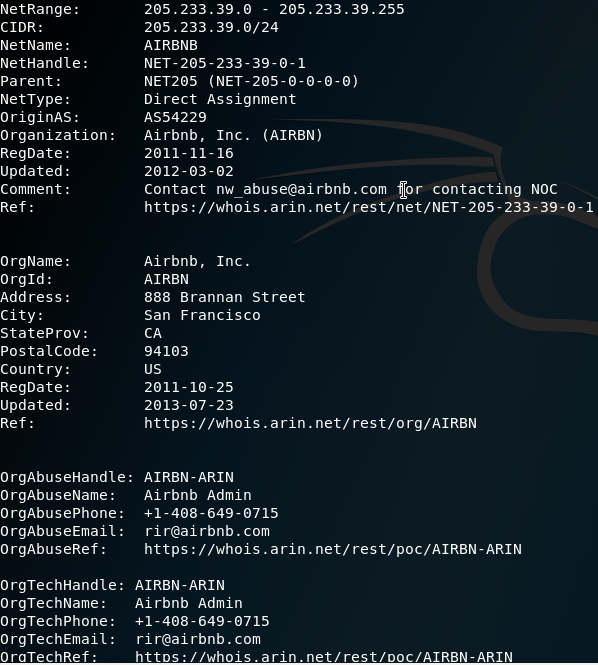 NetRange: 205.233.39.0 - 205.233.39.255
CIDR: 205.233.39.0/24
NetName: AIRBNB
NetHandle: NET-205-233-39-0-1
Parent: NET205 (NET-205-0-0-0-0)
NetType: Direct Assignment
OriginAS: AS54229
Organization: Airbnb, Inc. (AIRBN)
RegDate: 2011-11-16
Updated: 2012-03-02
Comment: Contact nw_abuse@airbnb.com for contacting NOC
Ref: https://whois.arin.net/rest/net/NET-205-233-39-0-1
OrgName: Airbnb, Inc.
OrgId: AIRBN
Address: 888 Brannan Street
City: San Francisco
StateProv: CA
PostalCode: 94103
Country: US
RegDate: 2011-10-25
Updated: 2013-07-23
Ref: https://whois.arin.net/rest/org/AIRBN
OrgAbuseHandle: AIRBN-ARIN
OrgAbuseName: Airbnb Admin
OrgAbusePhone: +1-408-649-0715
OrgAbuseEmail: rir@airbnb.com
OrgAbuseRef: https://whois.arin.net/rest/poc/AIRBN-ARIN
OrgTechHandle: AIRBN-ARIN
OrgTechName: Airbnb Admin
OrgTechPhone: +1-408-649-0715
OrgTechEmail: rir@airbnb.com
OrgTechRef: https://whois.arin.net/rest/poc/AIRBN-ARIN